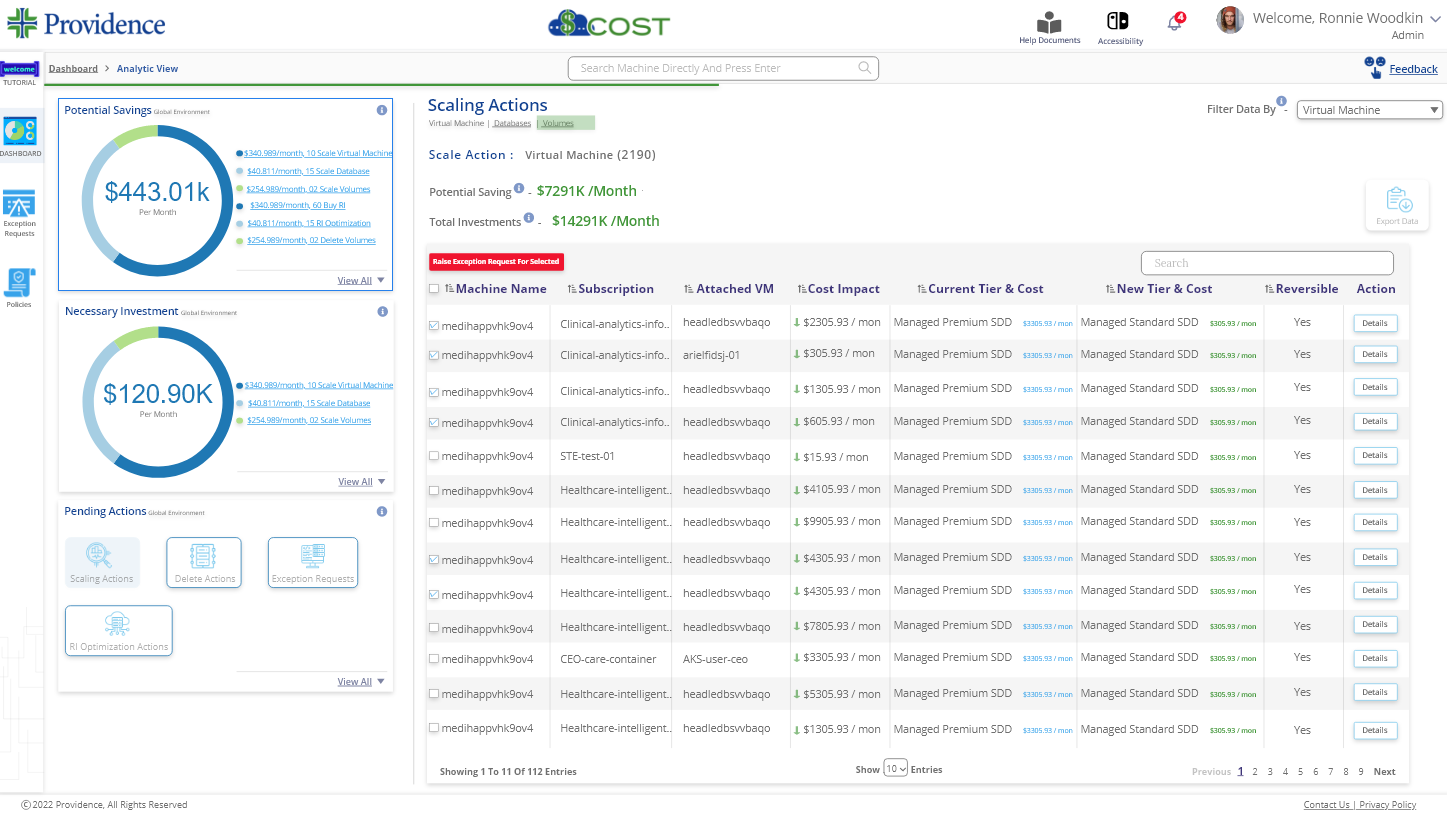 Providence
$ COST
Help Documents
Accessibility
4
Welcome, Ronnie Woodkin
Admin
welcome
TUTORIAL
Dashboard > Analytic View
Search Machine Directly And Press Enter
Feedback
DASHBOARD
Exception
Requests
Policies
Potential Savings Global Environment
$443.01k
Per Month
$340.989/month, 10 Scale Virtual Machine
$40.811/month, 15 Scale Database
$254.989/month, 02 Scale Volumes
$340.989/month, 60 Buy RI
$40.811/month, 15 RI Optimization
$254.989/month, 02 Delete Volumes
View All
Necessary Investment Global Environment
$120.90K
Per Month
$340.989/month, 10 Scale Virtual Machine
$40.811/month, 15 Scale Database
$254.989/month, 02 Scale Volumes
View All
Pending Actions Global Environment
Scaling Actions
Delete Actions
Exception Requests
RI Optimization Actions
View All
Scaling Actions
Virtual Machine | Databases | Volumes
Filter Data By - Virtual Machine
Scale Action : Virtual Machine (2190)
Potential Saving - $7291K /Month
Total Investments - $14291K /Month
Export Data
Raise Exception Request For Selected
Search
Machine Name Subscription Attached VM Cost Impact Current Tier & Cost New Tier & Cost Reversible Action
medihappvhk9ov4 Clinical-analytics-info.. headledbsvvbaqo $2305.93 / mon Managed Premium SDD $3305.93 / mon Managed Standard SDD $305.93 / mon Yes Details
medihappvhk9ov4 Clinical-analytics-info.. arielfidsj-01 $305.93 / mon Managed Premium SDD $3305.93 / mon Managed Standard SDD $305.93 / mon Yes Details
medihappvhk9ov4 Clinical-analytics-info.. headledbsvvbaqo $1305.93 / mon Managed Premium SDD $3305.93 / mon Managed Standard SDD $305.93 / mon Yes Details
medihappvhk9ov4 Clinical-analytics-info.. headledbsvvbaqo $605.93 / mon Managed Premium SDD $3305.93 / mon Managed Standard SDD $305.93 / mon Yes Details
medihappvhk9ov4 STE-test-01 headledbsvvbaqo $15.93 / mon Managed Premium SDD $3305.93 / mon Managed Standard SDD $305.93 / mon Yes Details
medihappvhk9ov4 Healthcare-intelligent.. headledbsvvbaqo $4105.93 / mon Managed Premium SDD $3305.93 / mon Managed Standard SDD $305.93 / mon Yes Details
medihappvhk9ov4 Healthcare-intelligent.. headledbsvvbaqo $9905.93 / mon Managed Premium SDD $3305.93 / mon Managed Standard SDD $305.93 / mon Yes Details
medihappvhk9ov4 Healthcare-intelligent.. headledbsvvbaqo $4305.93 / mon Managed Premium SDD $3305.93 / mon Managed Standard SDD $305.93 / mon Yes Details
medihappvhk9ov4 Healthcare-intelligent.. headledbsvvbaqo $4305.93 / mon Managed Premium SDD $3305.93 / mon Managed Standard SDD $305.93 / mon Yes Details
medihappvhk9ov4 Healthcare-intelligent.. headledbsvvbaqo $7805.93 / mon Managed Premium SDD $3305.93 / mon Managed Standard SDD $305.93 / mon Yes Details
medihappvhk9ov4 CEO-care-container AKS-user-ceo $3305.93 / mon Managed Premium SDD $3305.93 / mon Managed Standard SDD $305.93 / mon Yes Details
medihappvhk9ov4 Healthcare-intelligent.. headledbsvvbaqo $5305.93 / mon Managed Premium SDD $3305.93 / mon Managed Standard SDD $305.93 / mon Yes Details
medihappvhk9ov4 Healthcare-intelligent.. headledbsvvbaqo $1305.93 / mon Managed Premium SDD $3305.93 / mon Managed Standard SDD $305.93 / mon Yes Details
Showing 1 To 11 Of 112 Entries
Show 10 Entries
Previous 1 2 3 4 5 6 7 8 9 Next
© 2022 Providence, All Rights Reserved
Contact Us | Privacy Policy